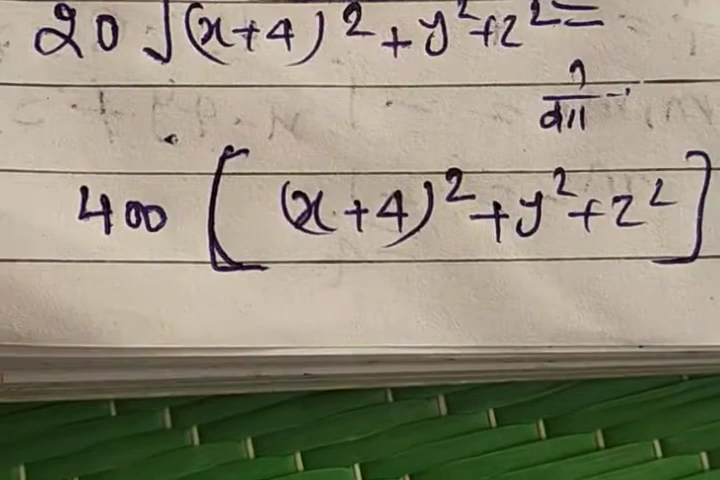 20 √(x+4)²+y²+z² =
400 [ (x+4)²+y²+z² ]